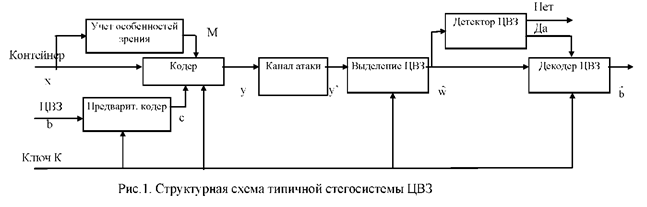 Нет
Учет особенностей
зрения
Детектор ЦВЗ
Да
M
Контейнер
Кодер
Канал атаки
Выделение ЦВЗ
Декодер ЦВЗ
x
y
y`
ŵ
b̂
ЦВЗ
b
Предварит. кодер
c
Ключ К
Рис.1. Структурная схема типичной стегосистемы ЦВЗ